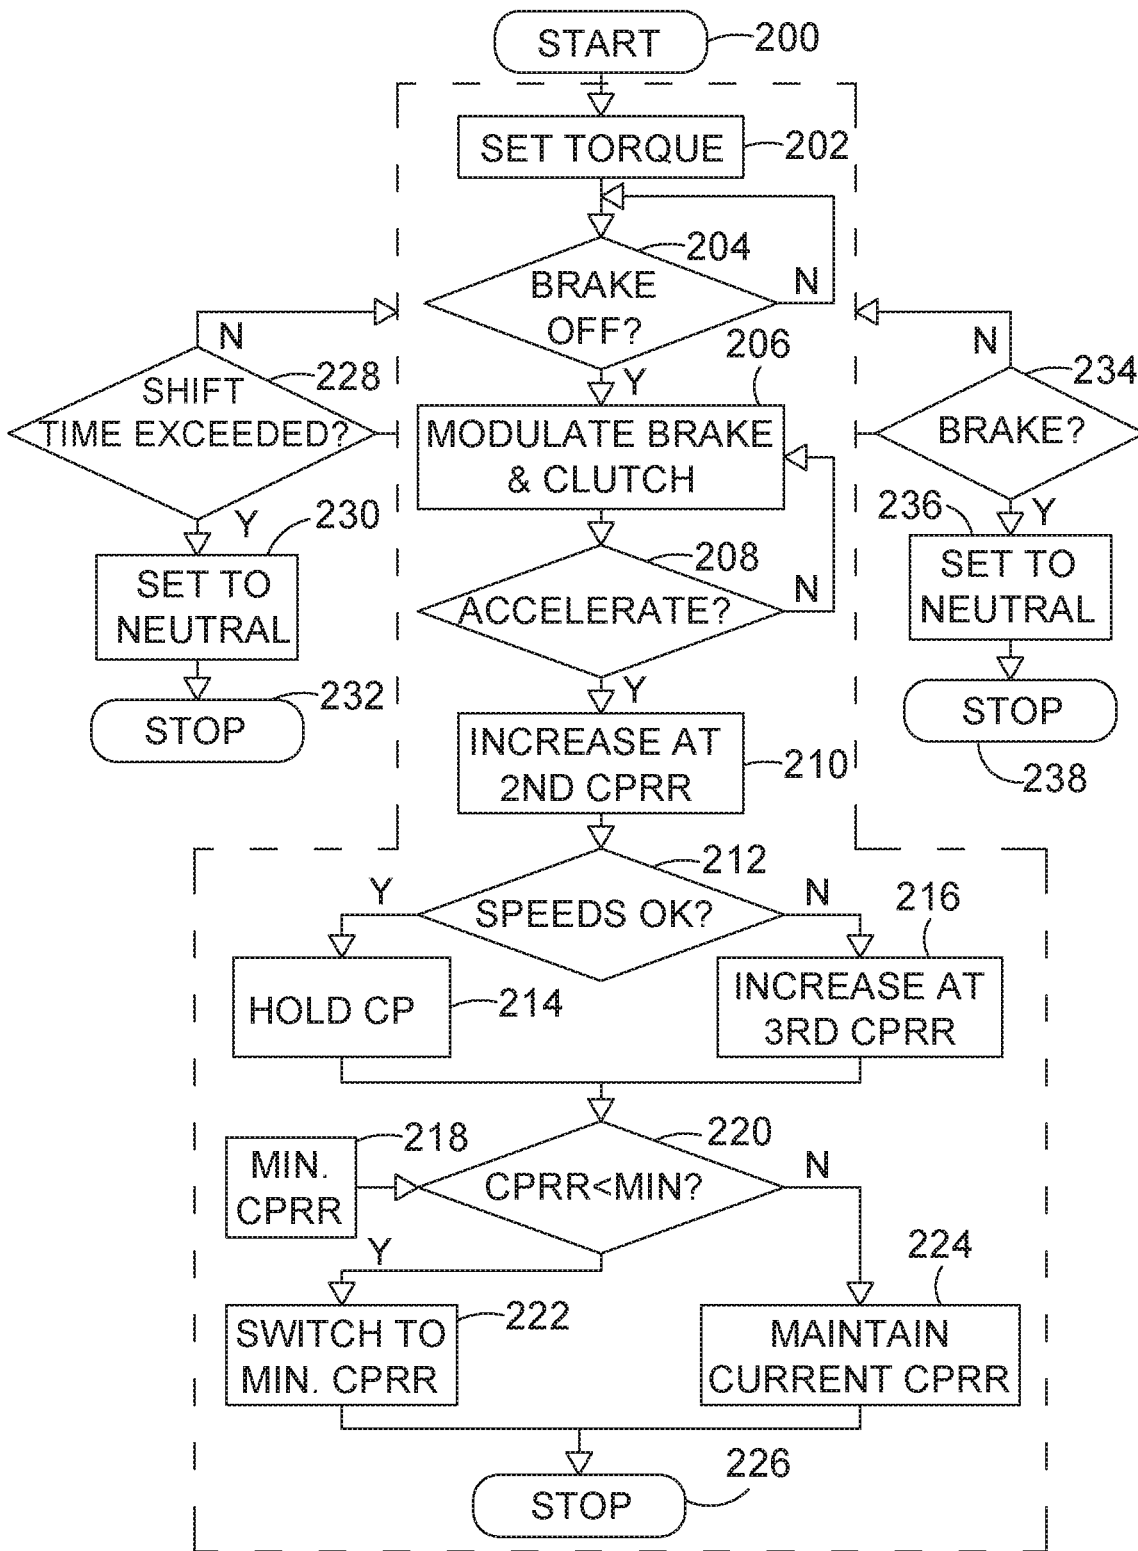 START
200
SET TORQUE
202
204
BRAKE
OFF?
N
206
Y
N
SHIFT
TIME EXCEEDED?
228
N
BRAKE?
234
MODULATE BRAKE
& CLUTCH
Y
230
SET TO
NEUTRAL
208
ACCELERATE?
N
Y
236
SET TO
NEUTRAL
232
STOP
Y
STOP
238
INCREASE AT
2ND CPRR
210
212
Y
SPEEDS OK?
N
216
HOLD CP
214
INCREASE AT
3RD CPRR
218
MIN.
CPRR
220
CPRR<MIN?
N
Y
224
SWITCH TO
MIN. CPRR
222
MAINTAIN
CURRENT CPRR
226
STOP